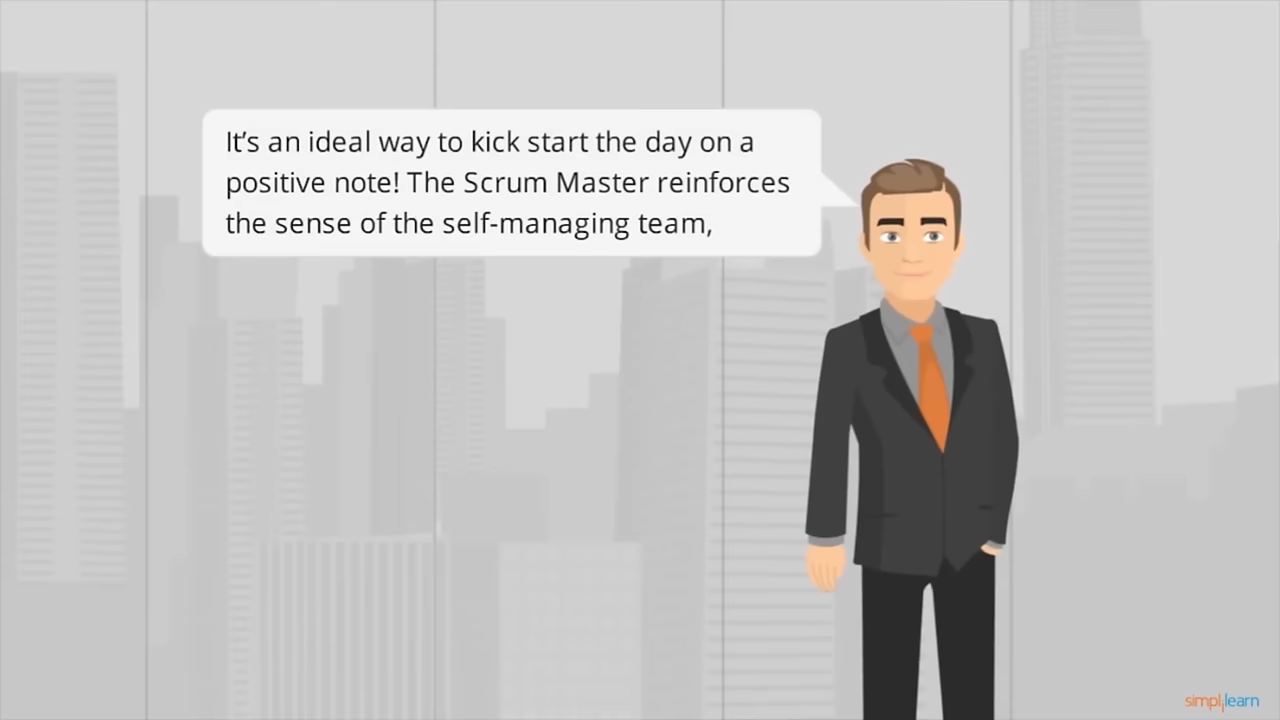 It’s an ideal way to kick start the day on a
positive note! The Scrum Master reinforces
the sense of the self-managing team,
simplilearn